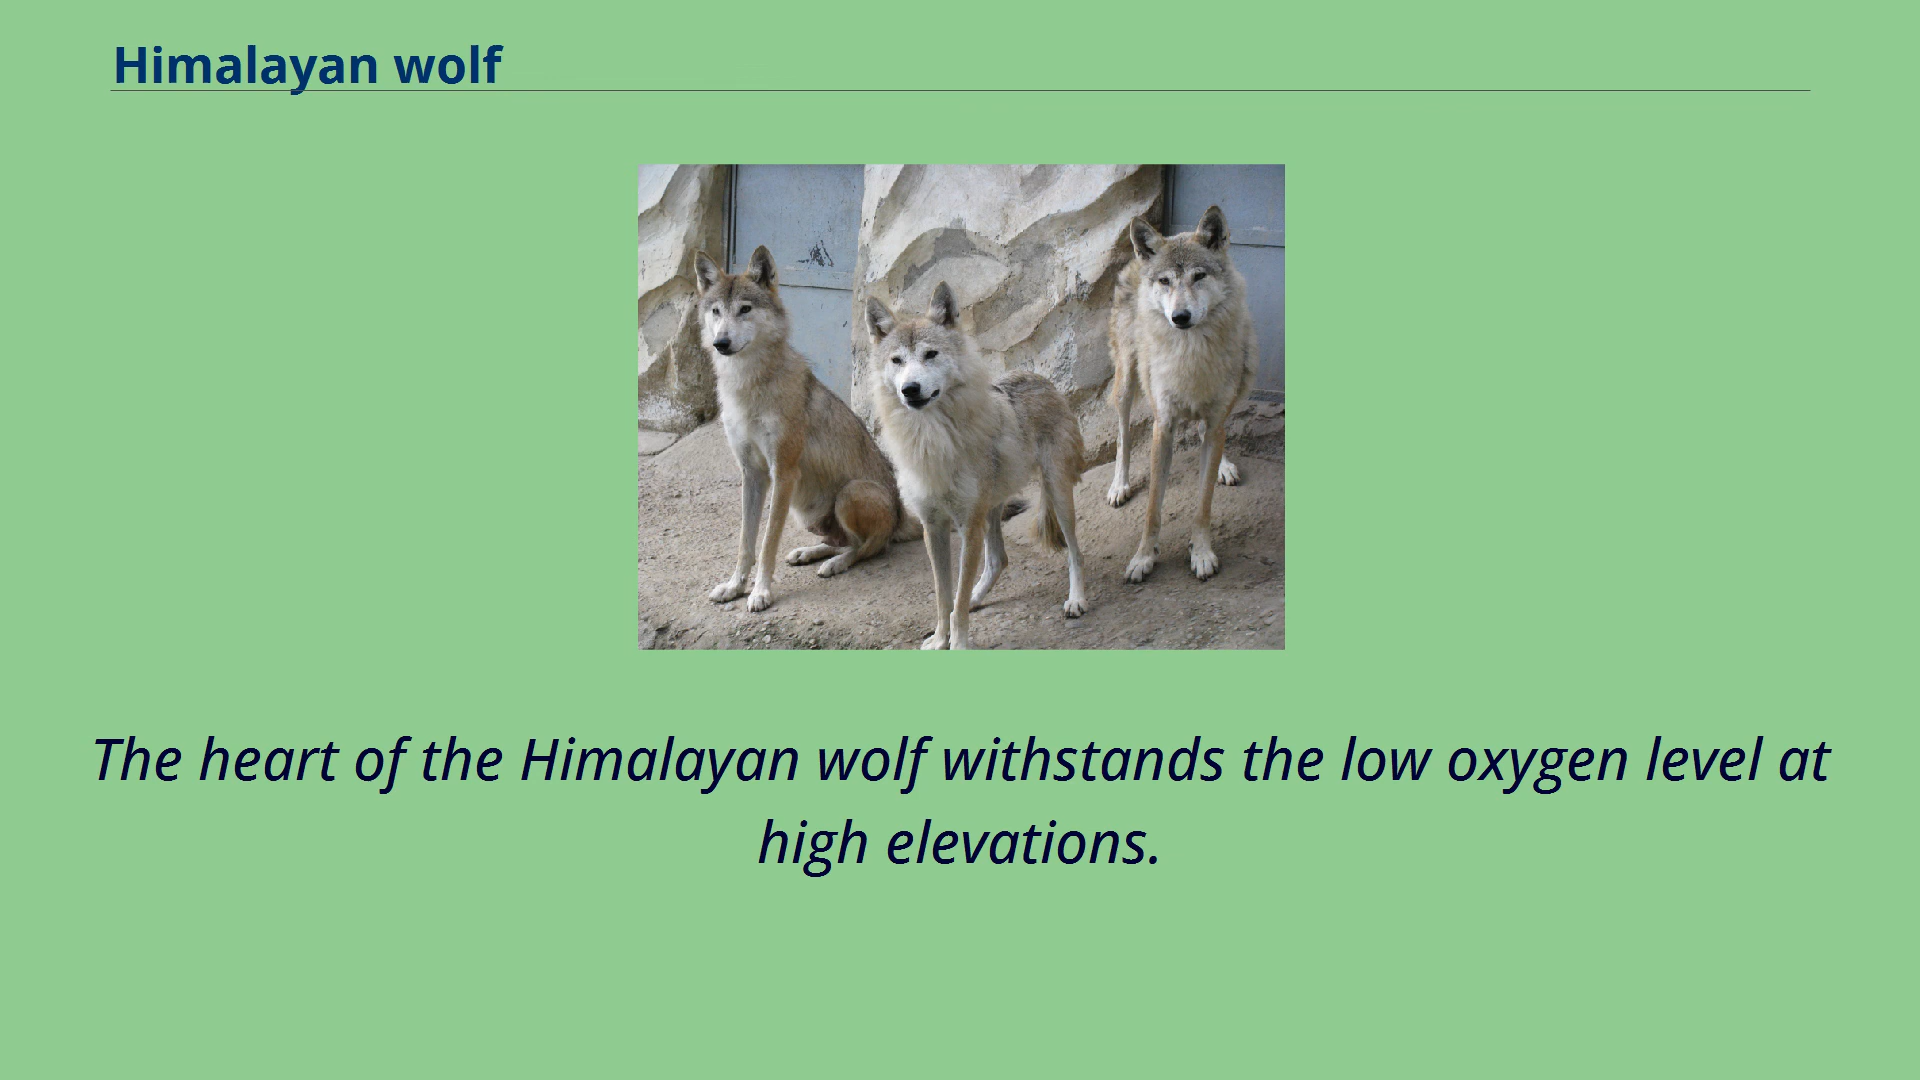 Himalayan wolf
The heart of the Himalayan wolf withstands the low oxygen level at
high elevations.